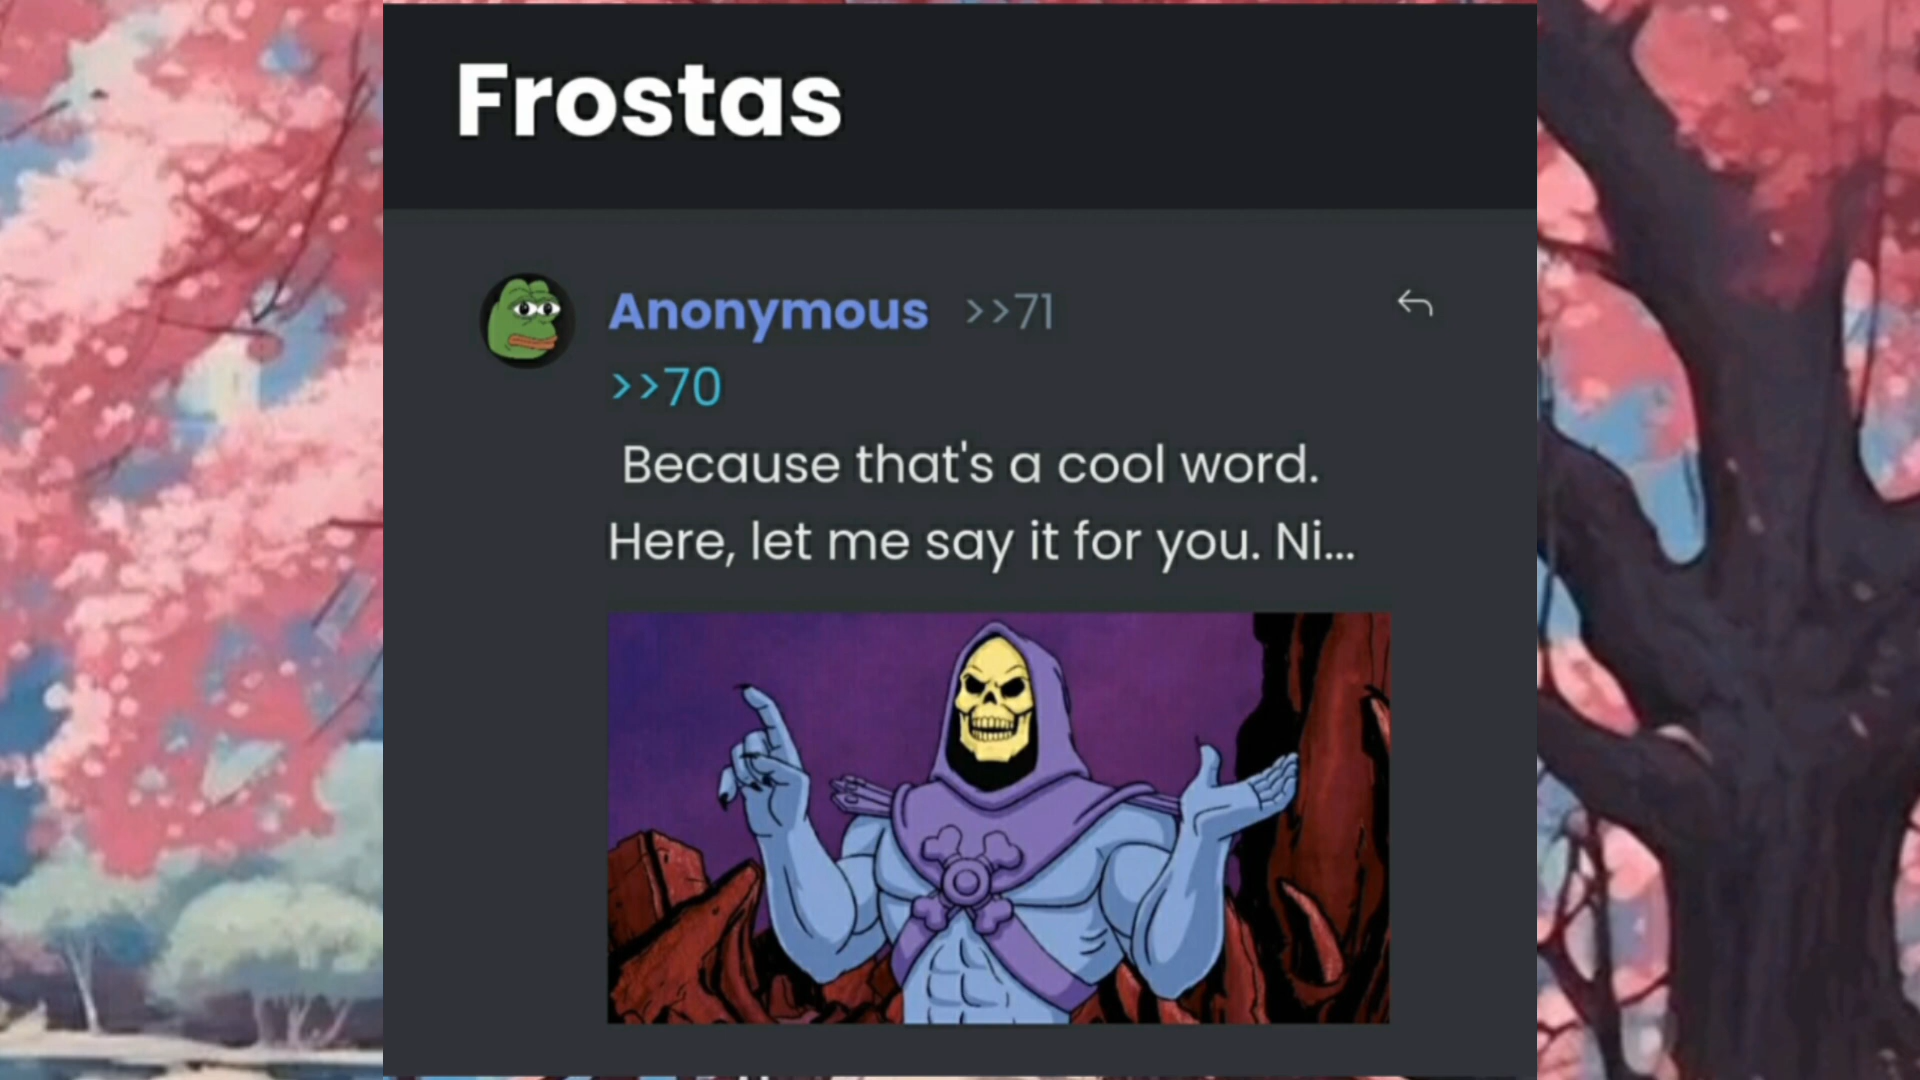 Frostas
Anonymous >>71
>>70
Because that's a cool word.
Here, let me say it for you. Ni...